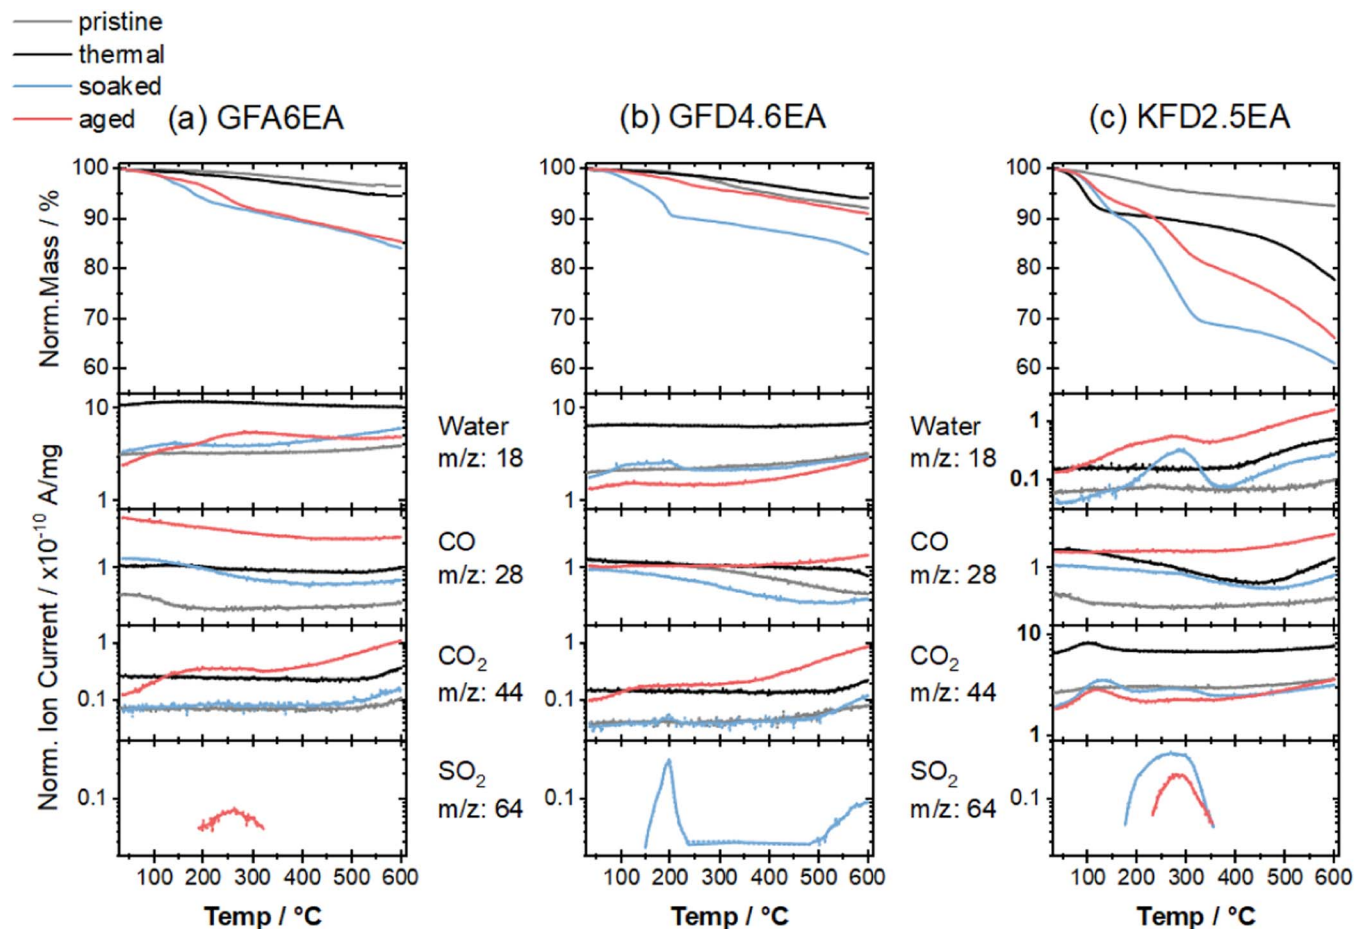 pristine
thermal
soaked
aged
(a) GFA6EA
(b) GFD4.6EA
(c) KFD2.5EA
Norm.Mass / %
100
90
80
70
60
100
90
80
70
60
100
90
80
70
60
Norm. Ion Current / x10⁻¹⁰ A/mg
10
1
Water
m/z: 18
10
1
Water
m/z: 18
1
0.1
1
CO
m/z: 28
1
CO
m/z: 28
1
1
0.1
CO₂
m/z: 44
1
0.1
CO₂
m/z: 44
10
1
0.1
SO₂
m/z: 64
0.1
SO₂
m/z: 64
0.1
100 200 300 400 500 600
100 200 300 400 500 600
100 200 300 400 500 600
Temp / °C
Temp / °C
Temp / °C